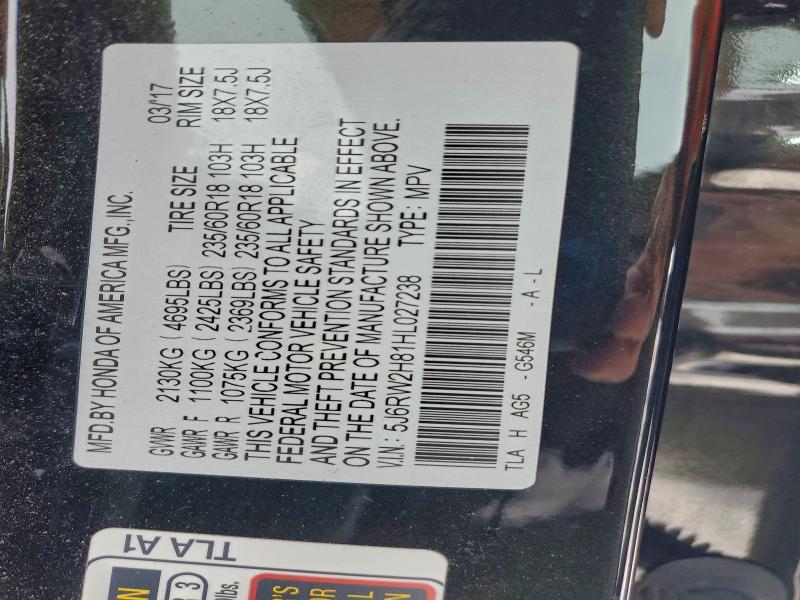 MFD.BY HONDA OF AMERICA MFG.,INC. 03/17
TIRE SIZE RIM SIZE
GVWR 2130KG ( 4695LBS)
GAWR F 1100KG ( 2425LBS) 235/60R18 103H 18X7.5J
GAWR R 1075KG ( 2369LBS) 235/60R18 103H 18X7.5J
THIS VEHICLE CONFORMS TO ALL APPLICABLE
FEDERAL MOTOR VEHICLE SAFETY
AND THEFT PREVENTION STANDARDS IN EFFECT
ON THE DATE OF MANUFACTURE SHOWN ABOVE.
V.I.N.: 5J6RW2H81HL027238 TYPE: MPV
TLA H AG5 - G546M - A - L
TLA A1
lbs.